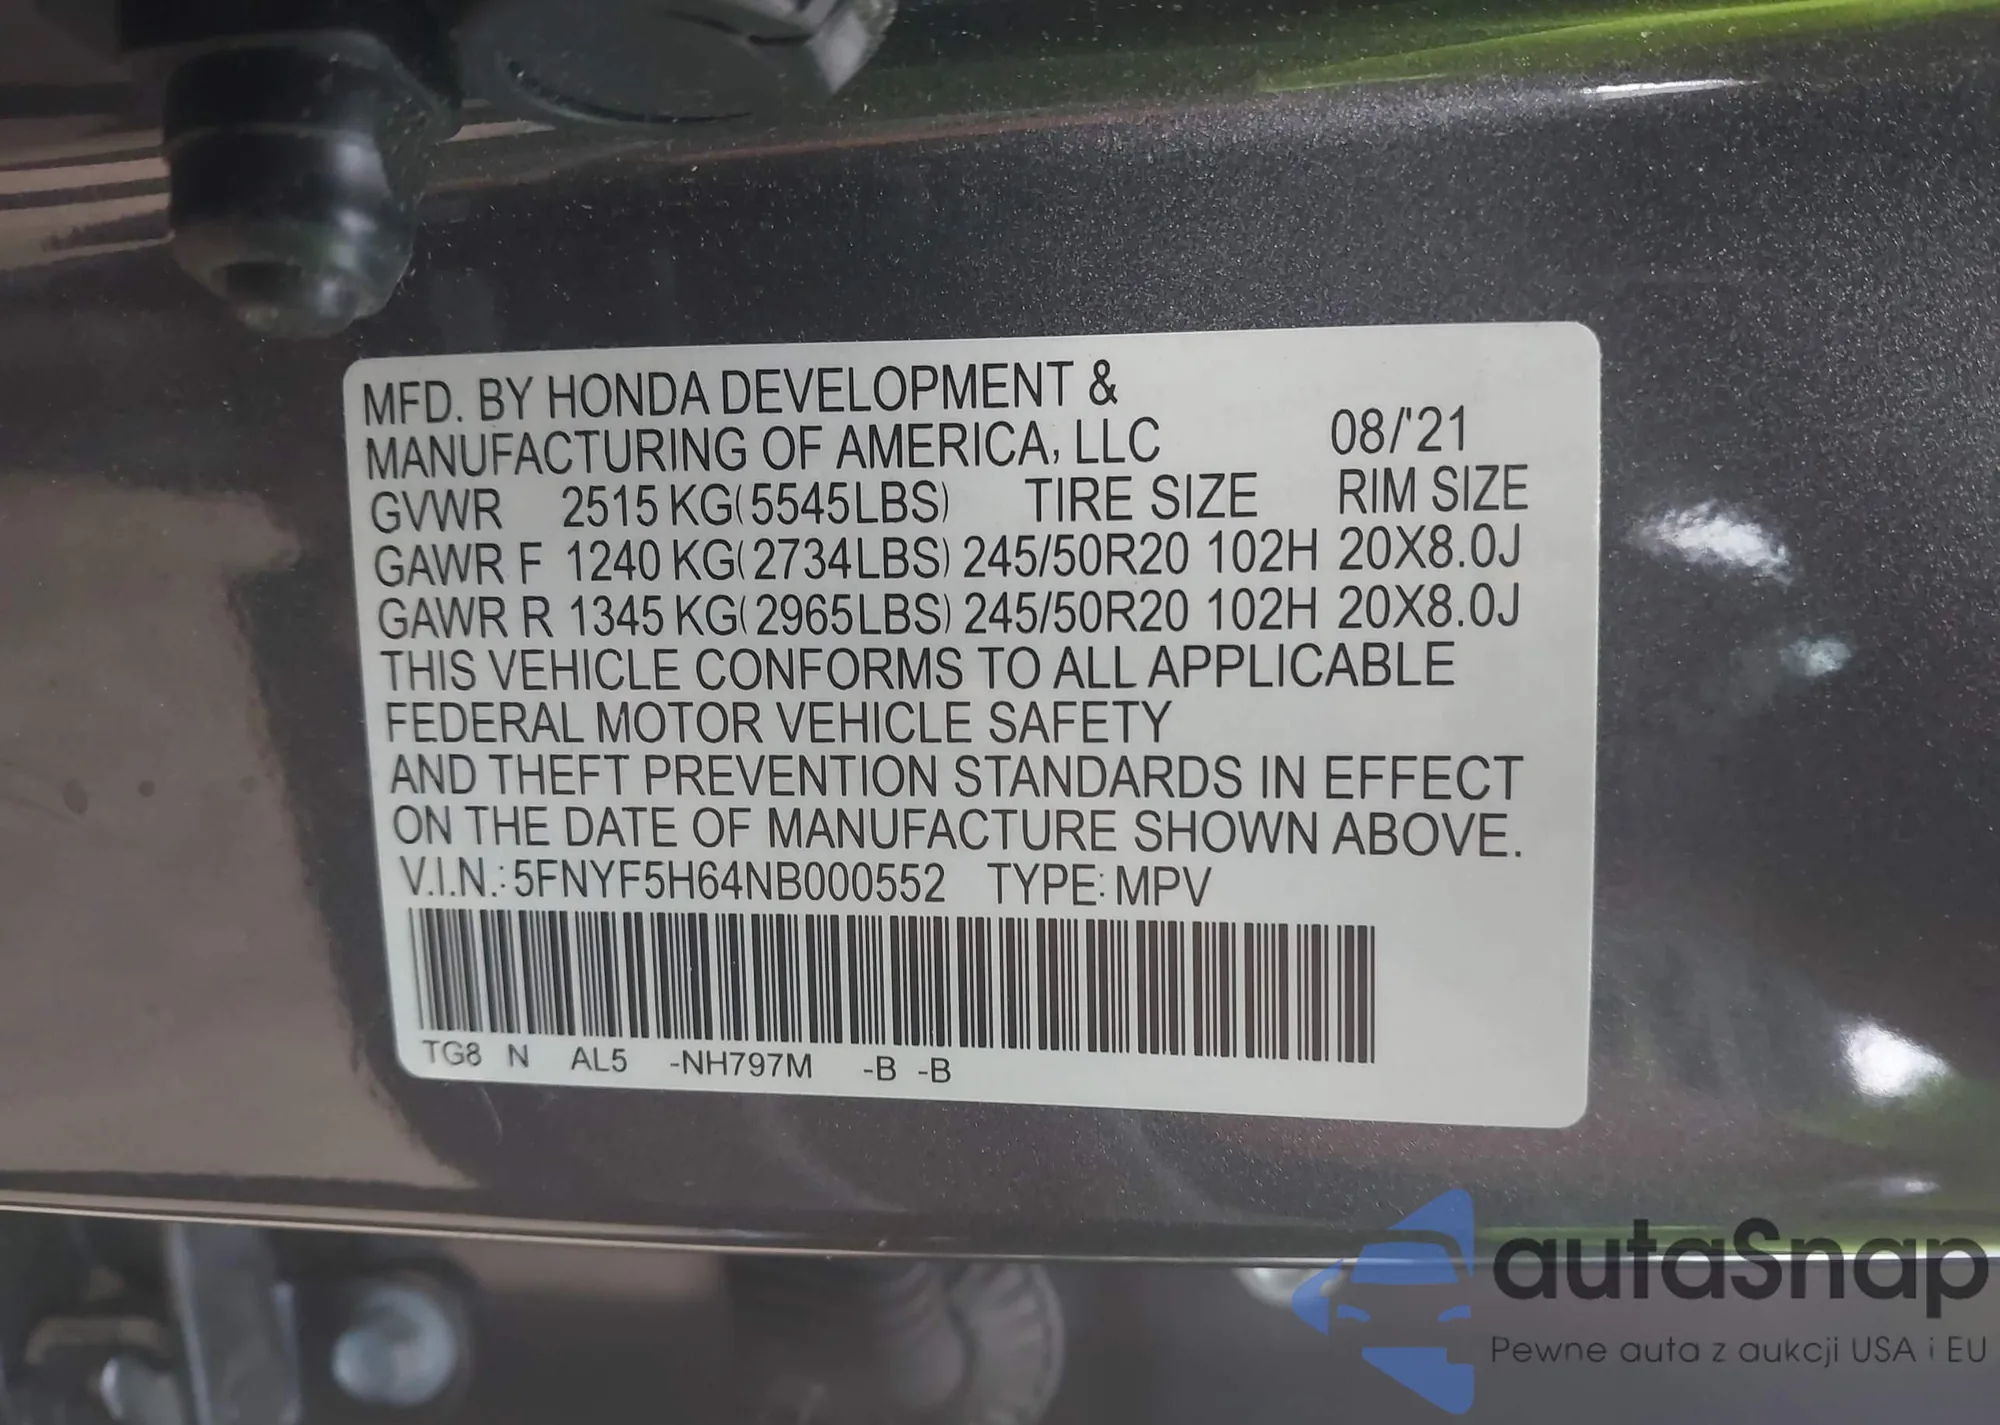 MFD. BY HONDA DEVELOPMENT &
MANUFACTURING OF AMERICA, LLC 08/'21
GVWR 2515 KG(5545LBS) TIRE SIZE RIM SIZE
GAWR F 1240 KG(2734LBS) 245/50R20 102H 20X8.0J
GAWR R 1345 KG(2965LBS) 245/50R20 102H 20X8.0J
THIS VEHICLE CONFORMS TO ALL APPLICABLE
FEDERAL MOTOR VEHICLE SAFETY
AND THEFT PREVENTION STANDARDS IN EFFECT
ON THE DATE OF MANUFACTURE SHOWN ABOVE.
V.I.N.: 5FNYF5H64NB000552 TYPE: MPV
TG8 N AL5 -NH797M -B -B
autaSnap
Pewne auta z aukcji USA i EU